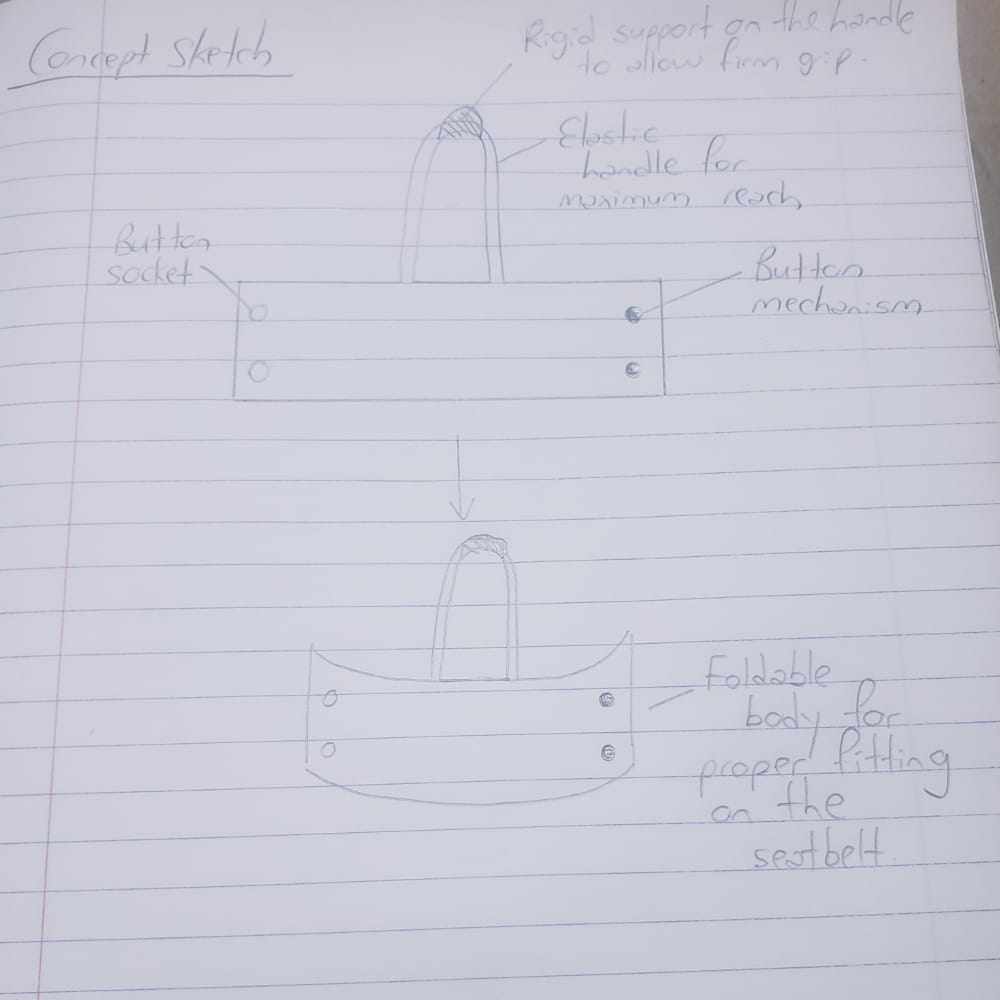 Concept Sketch
Rigid support on the handle
to allow firm grip.
Elastic
handle for
maximum reach
Button
socket
Button
mechanism
Foldable
body for
proper fitting
on the
seatbelt.